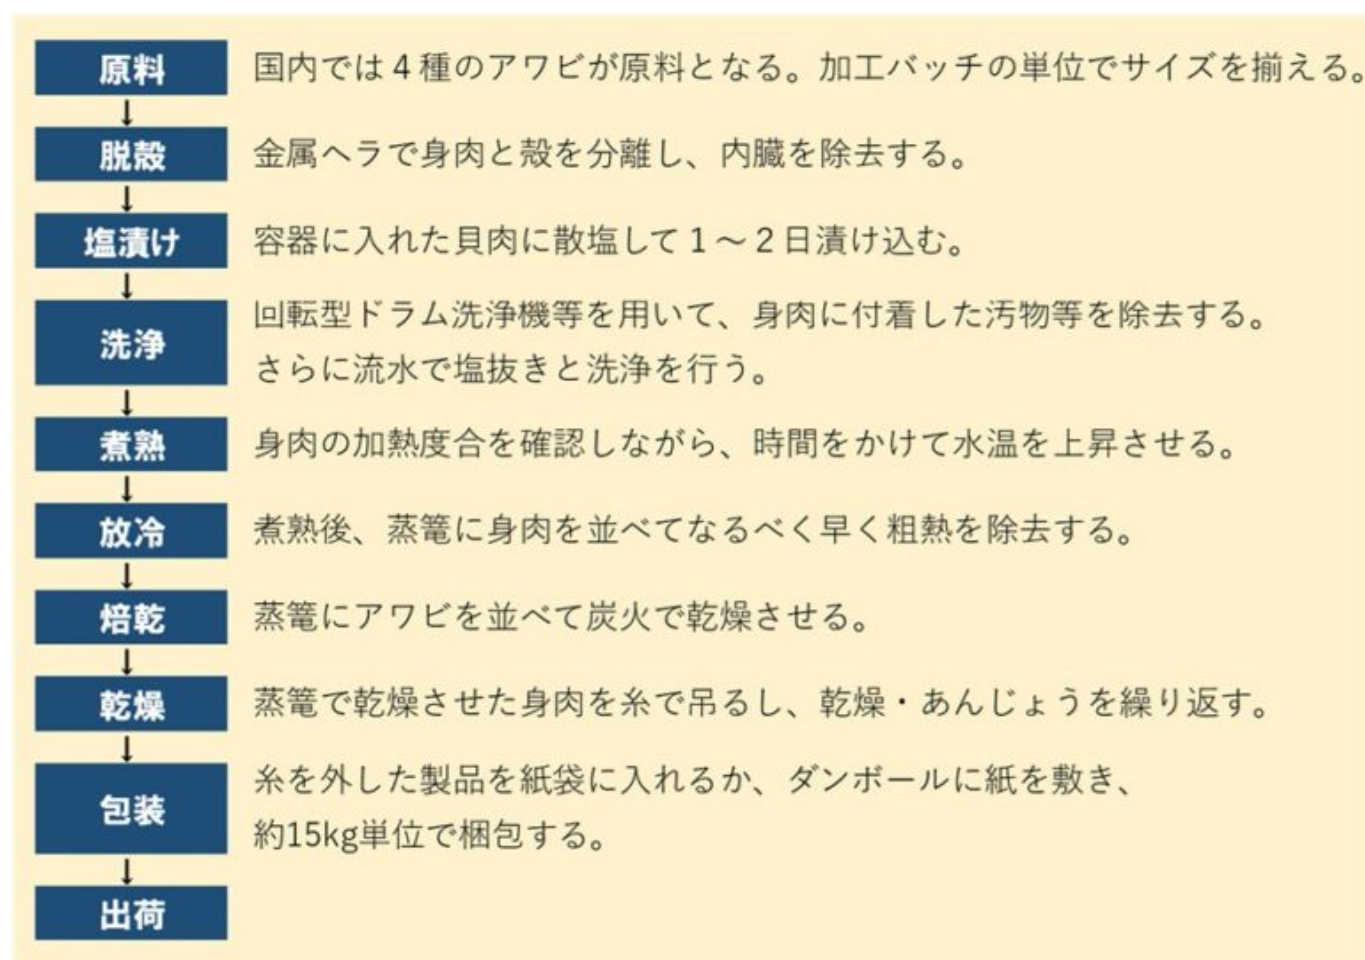 原料
国内では４種のアワビが原料となる。加工バッチの単位でサイズを揃える。
↓
脱殻
金属ヘラで身肉と殻を分離し、内臓を除去する。
↓
塩漬け
容器に入れた貝肉に散塩して１～２日漬け込む。
↓
洗浄
回転型ドラム洗浄機等を用いて、身肉に付着した汚物等を除去する。
さらに流水で塩抜きと洗浄を行う。
↓
煮熟
身肉の加熱度合を確認しながら、時間をかけて水温を上昇させる。
↓
放冷
煮熟後、蒸篭に身肉を並べてなるべく早く粗熱を除去する。
↓
焙乾
蒸篭にアワビを並べて炭火で乾燥させる。
↓
乾燥
蒸篭で乾燥させた身肉を糸で吊るし、乾燥・あんじょうを繰り返す。
↓
包装
糸を外した製品を紙袋に入れるか、ダンボールに紙を敷き、
約15kg単位で梱包する。
↓
出荷